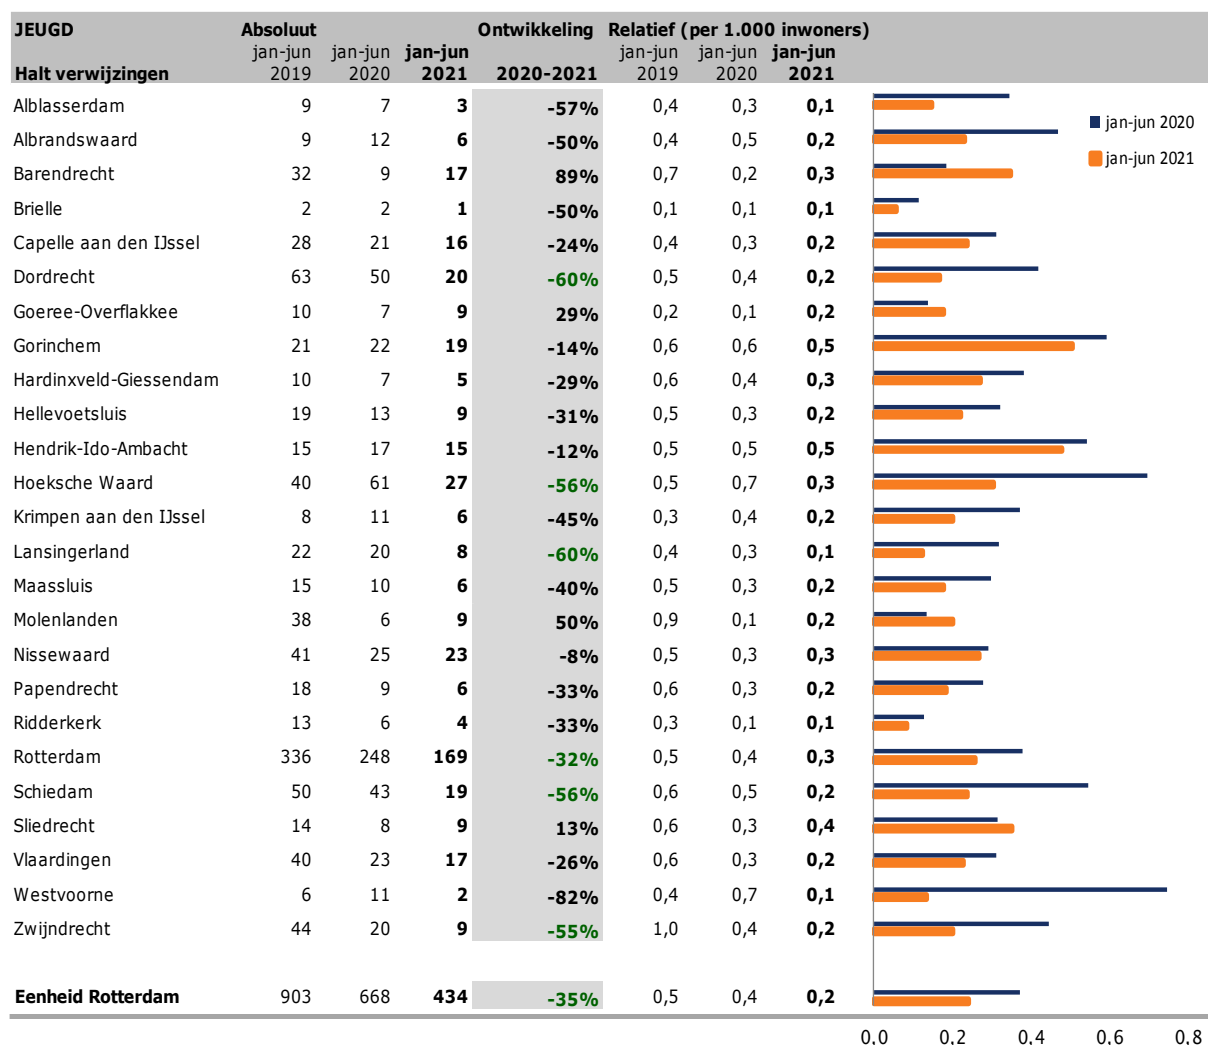 JEUGD Absoluut Ontwikkeling Relatief (per 1.000 inwoners)
jan-jun jan-jun jan-jun jan-jun jan-jun jan-jun
Halt verwijzingen 2019 2020 2021 2020-2021 2019 2020 2021
Alblasserdam 9 7 3 -57% 0,4 0,3 0,1
jan-jun 2020
Albrandswaard 9 12 6 -50% 0,4 0,5 0,2
jan-jun 2021
Barendrecht 32 9 17 89% 0,7 0,2 0,3
Brielle 2 2 1 -50% 0,1 0,1 0,1
Capelle aan den IJssel 28 21 16 -24% 0,4 0,3 0,2
Dordrecht 63 50 20 -60% 0,5 0,4 0,2
Goeree-Overflakkee 10 7 9 29% 0,2 0,1 0,2
Gorinchem 21 22 19 -14% 0,6 0,6 0,5
Hardinxveld-Giessendam 10 7 5 -29% 0,6 0,4 0,3
Hellevoetsluis 19 13 9 -31% 0,5 0,3 0,2
Hendrik-Ido-Ambacht 15 17 15 -12% 0,5 0,5 0,5
Hoeksche Waard 40 61 27 -56% 0,5 0,7 0,3
Krimpen aan den IJssel 8 11 6 -45% 0,3 0,4 0,2
Lansingerland 22 20 8 -60% 0,4 0,3 0,1
Maassluis 15 10 6 -40% 0,5 0,3 0,2
Molenlanden 38 6 9 50% 0,9 0,1 0,2
Nissewaard 41 25 23 -8% 0,5 0,3 0,3
Papendrecht 18 9 6 -33% 0,6 0,3 0,2
Ridderkerk 13 6 4 -33% 0,3 0,1 0,1
Rotterdam 336 248 169 -32% 0,5 0,4 0,3
Schiedam 50 43 19 -56% 0,6 0,5 0,2
Sliedrecht 14 8 9 13% 0,6 0,3 0,4
Vlaardingen 40 23 17 -26% 0,6 0,3 0,2
Westvoorne 6 11 2 -82% 0,4 0,7 0,1
Zwijndrecht 44 20 9 -55% 1,0 0,4 0,2
Eenheid Rotterdam 903 668 434 -35% 0,5 0,4 0,2
0,0 0,2 0,4 0,6 0,8